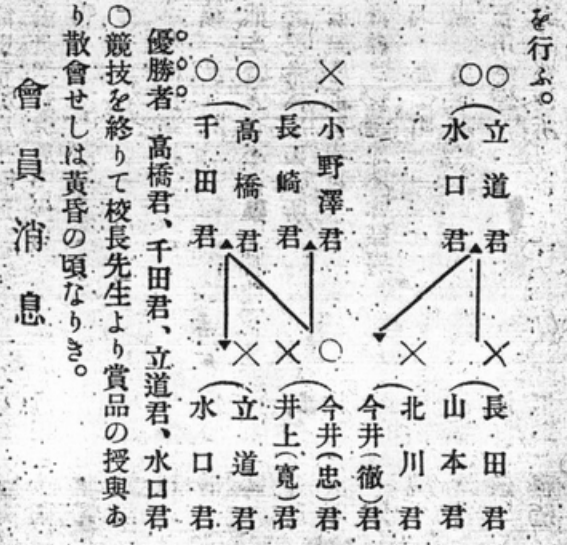 を行ふ。
○○ ×　○○
立道君
水口君
小野澤君
長崎君
高橋君
千田君
× × ○ × ×
長田君
山本君
北川君
今井(徹)君
今井(忠)君
井上(寬)君
立道君
水口君
優勝者　高橋君、千田君、立道君、水口君
○競技を終りて校長先生より賞品の授與あ
り散會せしは黃昏の頃なりき。
會員消息